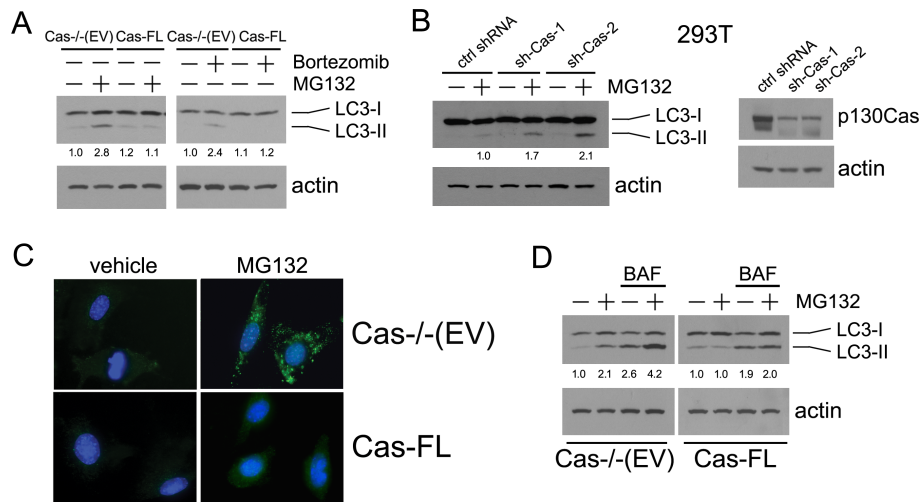 A
Cas-/-(EV) Cas-FL Cas-/-(EV) Cas-FL
— — — — — + — + Bortezomib
— + — + — — — — MG132
LC3-I
LC3-II
1.0 2.8 1.2 1.1 1.0 2.4 1.1 1.2
actin
B
293T
ctrl shRNA sh-Cas-1 sh-Cas-2
— + — + — + MG132
LC3-I
LC3-II
1.0 1.7 2.1
actin
ctrl shRNA
sh-Cas-1
sh-Cas-2
p130Cas
actin
C
vehicle MG132
Cas-/-(EV)
Cas-FL
D
BAF BAF
— + — + — + — + MG132
LC3-I
LC3-II
1.0 2.1 2.6 4.2 1.0 1.0 1.9 2.0
actin
Cas-/-(EV) Cas-FL